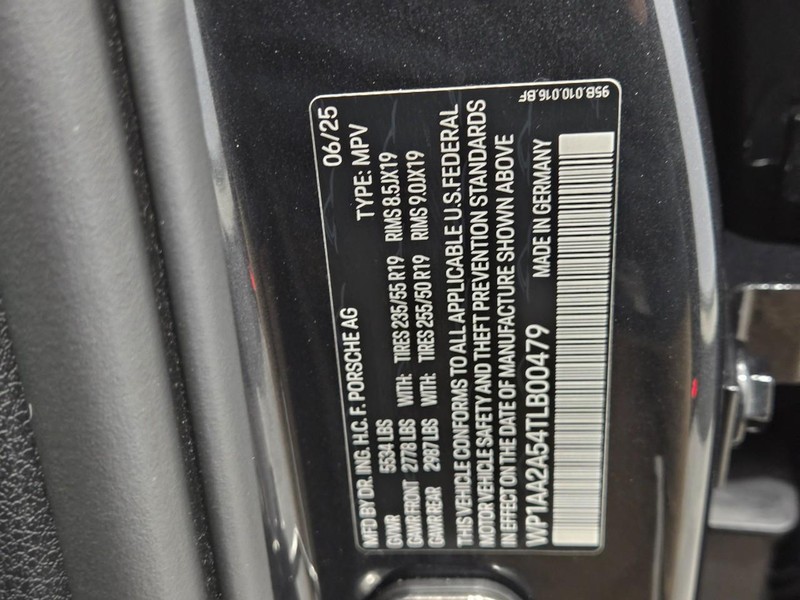 06/25
MFD BY DR. ING. H.C. F. PORSCHE AG TYPE: MPV
GVWR 5534 LBS
GAWR FRONT 2778 LBS WITH: TIRES 235/55 R19 RIMS 8.5JX19
GAWR REAR 2987 LBS WITH: TIRES 255/50 R19 RIMS 9.0JX19
THIS VEHICLE CONFORMS TO ALL APPLICABLE U.S.FEDERAL
MOTOR VEHICLE SAFETY AND THEFT PREVENTION STANDARDS
IN EFFECT ON THE DATE OF MANUFACTURE SHOWN ABOVE
WP1AA2A54TLB00479 MADE IN GERMANY
95B.010.016.BF